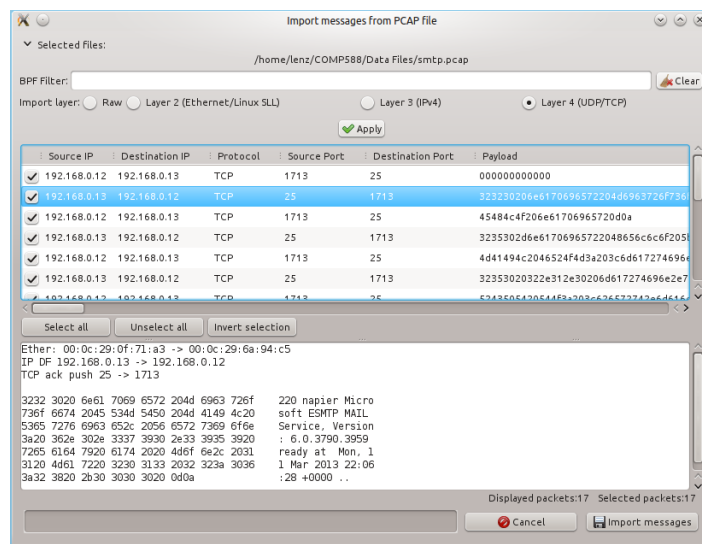 Import messages from PCAP file
Selected files:
/home/lenz/COMP588/Data Files/smtp.pcap
BPF Filter: Clear
Import layer: Raw Layer 2 (Ethernet/Linux SLL) Layer 3 (IPv4) Layer 4 (UDP/TCP)
Apply
Source IP Destination IP Protocol Source Port Destination Port Payload
192.168.0.12 192.168.0.13 TCP 1713 25 000000000000
192.168.0.13 192.168.0.12 TCP 25 1713 323230206e6170696572204d6963726f736
192.168.0.12 192.168.0.13 TCP 1713 25 45484c4f206e61706965720d0a
192.168.0.13 192.168.0.12 TCP 25 1713 3235302d6e61706965722048656c6c6f205
192.168.0.12 192.168.0.13 TCP 1713 25 4d41494c2046524f4d3a203c6d617274696e
192.168.0.13 192.168.0.12 TCP 25 1713 32353020322e312e30206d617274696e2e7
192.168.0.12 192.168.0.13 TCP 1713 25
Select all Unselect all Invert selection
Ether: 00:0c:29:0f:71:a3 -> 00:0c:29:6a:94:c5
IP DF 192.168.0.13 -> 192.168.0.12
TCP ack push 25 -> 1713
3232 3020 6e61 7069 6572 204d 6963 726f 220 napier Micro
736f 6674 2045 534d 5450 204d 4149 4c20 soft ESMTP MAIL
5365 7276 6963 652c 2056 6572 7369 6f6e Service, Version
3a20 362e 302e 3337 3930 2e33 3935 3920 : 6.0.3790.3959
7265 6164 7920 6174 2020 4d6f 6e2c 2031 ready at  Mon, 1
3120 4d61 7220 3230 3133 2032 323a 3036 1 Mar 2013 22:06
3a32 3820 2b30 3030 3020 0d0a :28 +0000 ..
Displayed packets:17 Selected packets:17
Cancel Import messages